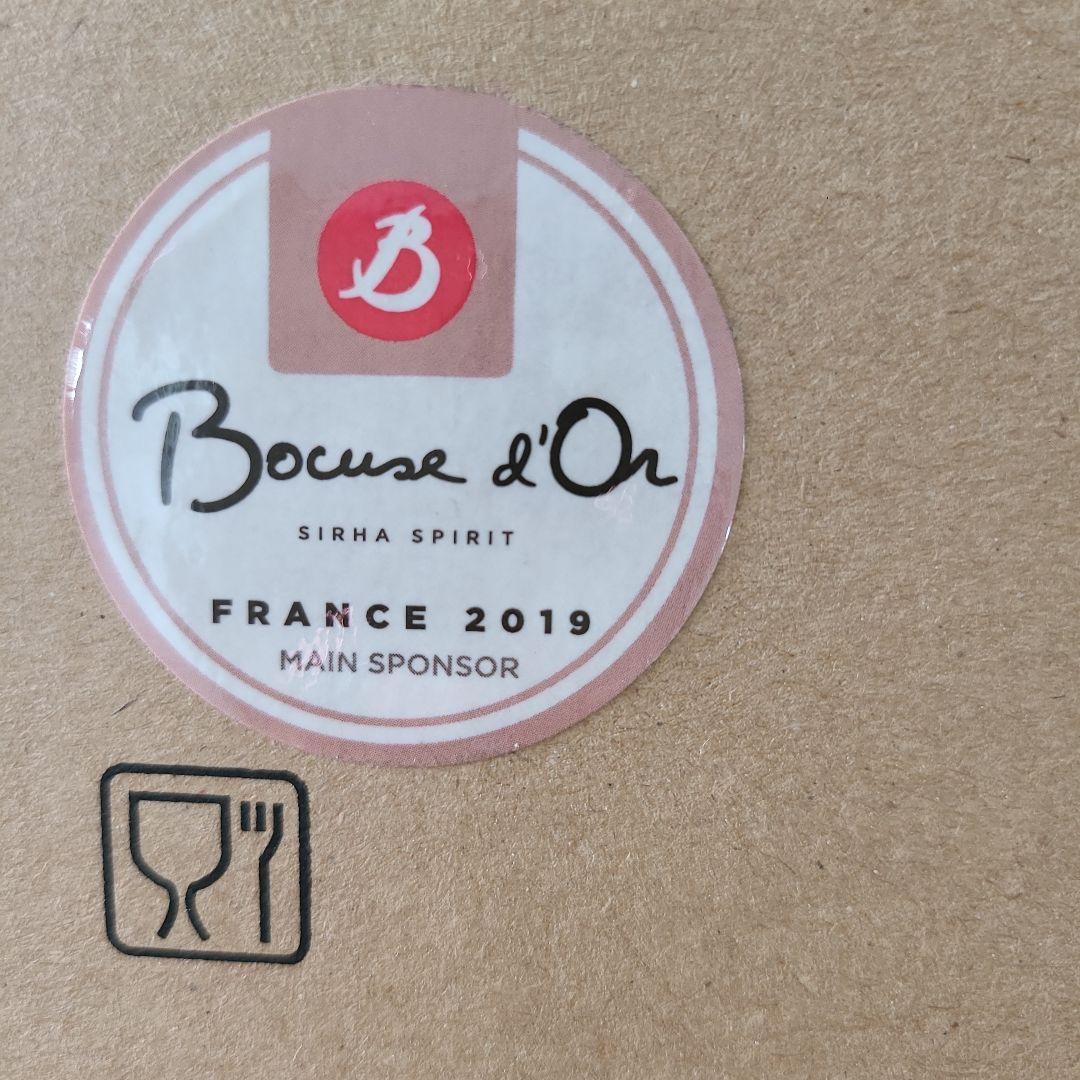 B
Bocuse d'Or
SIRHA SPIRIT
FRANCE 2019
MAIN SPONSOR